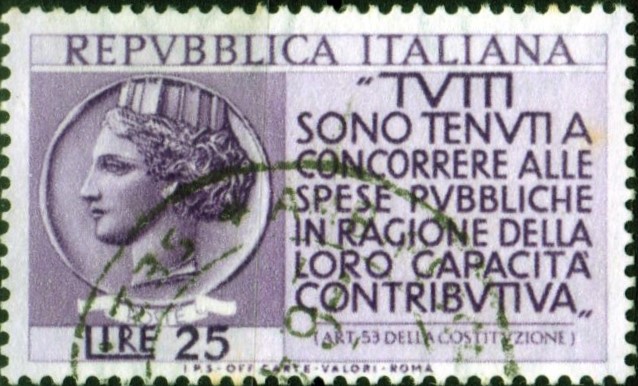 REPVBBLICA ITALIANA
"TVTTI
SONO TENVTI A
CONCORRERE ALLE
SPESE PVBBLICHE
IN RAGIONE DELLA
LORO CAPACITÀ
CONTRIBVTIVA„
(ART. 53 DELLA COSTITVZIONE)
POSTE
LIRE 25
I.P.S.-OFF. CARTE-VALORI-ROMA